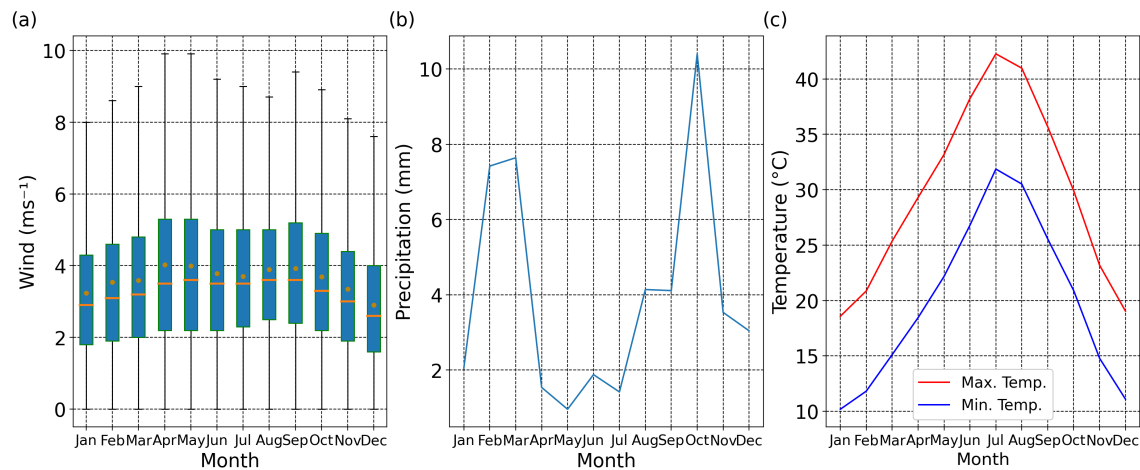 (a)
Wind (ms⁻¹)
10
8
6
4
2
0
Jan Feb Mar Apr May Jun Jul Aug Sep Oct Nov Dec
Month
(b)
Precipitation (mm)
10
8
6
4
2
Jan Feb Mar Apr May Jun Jul Aug Sep Oct Nov Dec
Month
(c)
Temperature (°C)
40
35
30
25
20
15
10
Max. Temp.
Min. Temp.
Jan Feb Mar Apr May Jun Jul Aug Sep Oct Nov Dec
Month